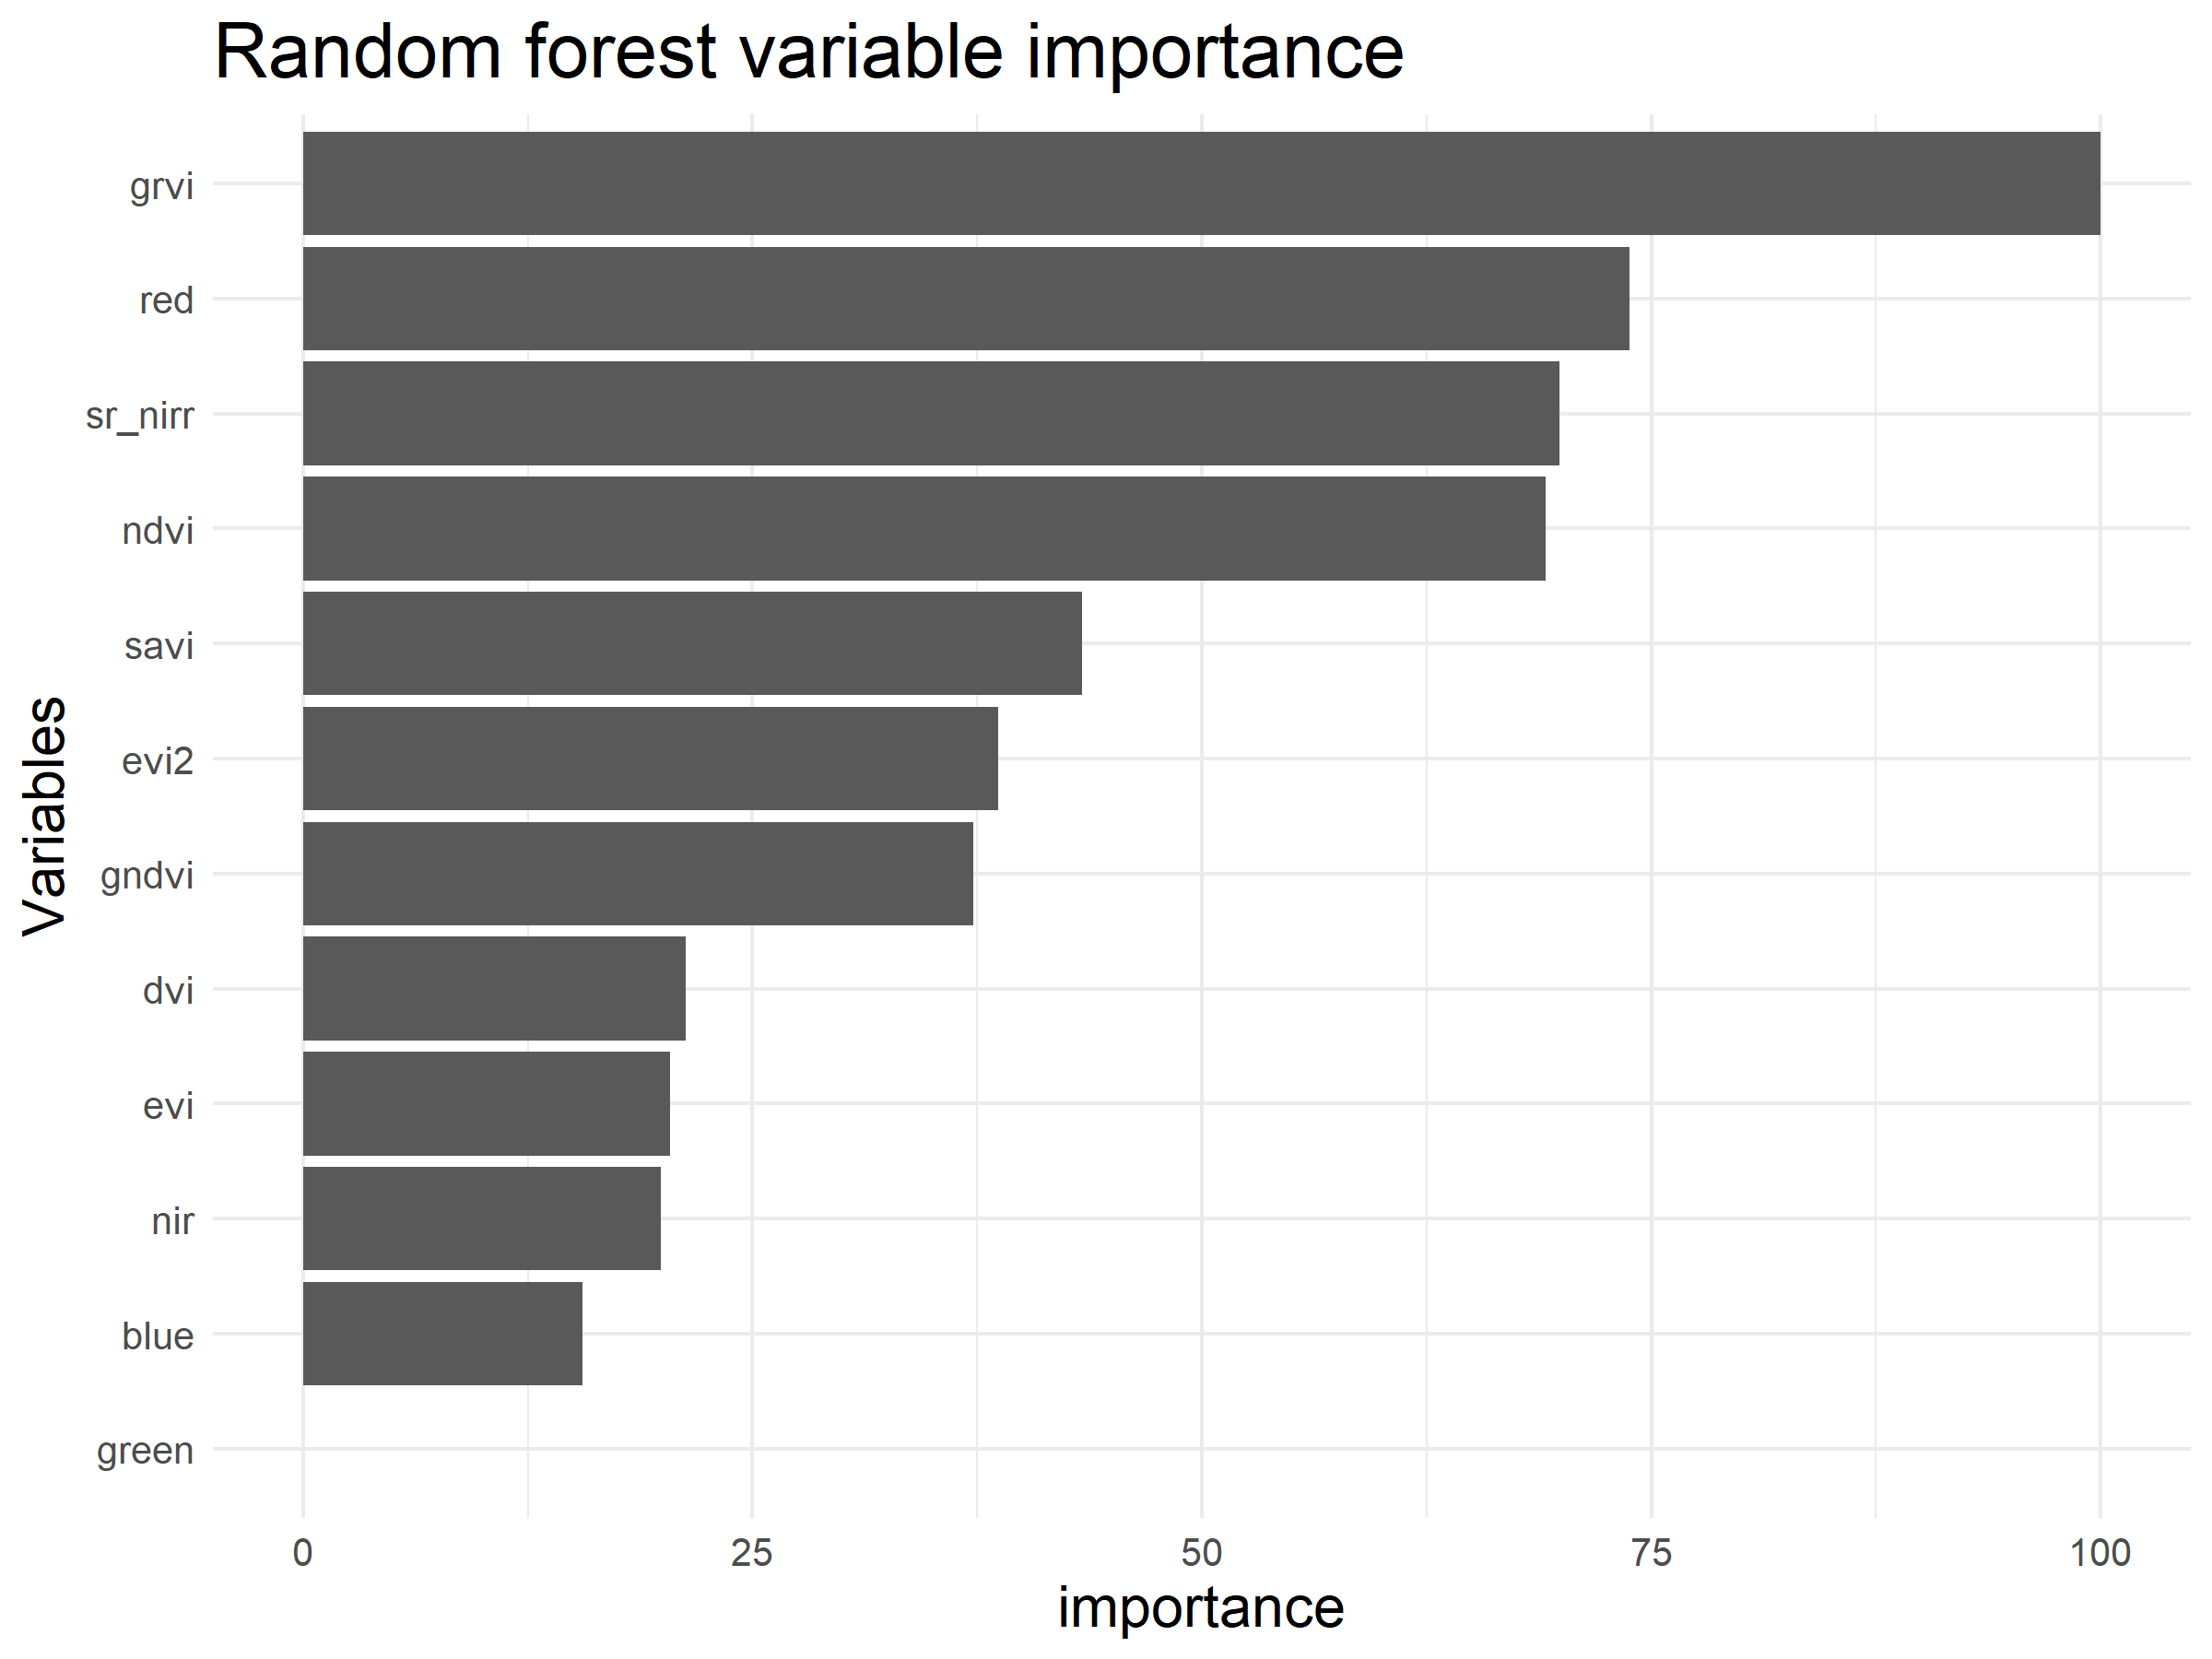 Random forest variable importance
grvi
red
sr_nirr
ndvi
savi
evi2
gndvi
dvi
evi
nir
blue
green
Variables
0 25 50 75 100
importance